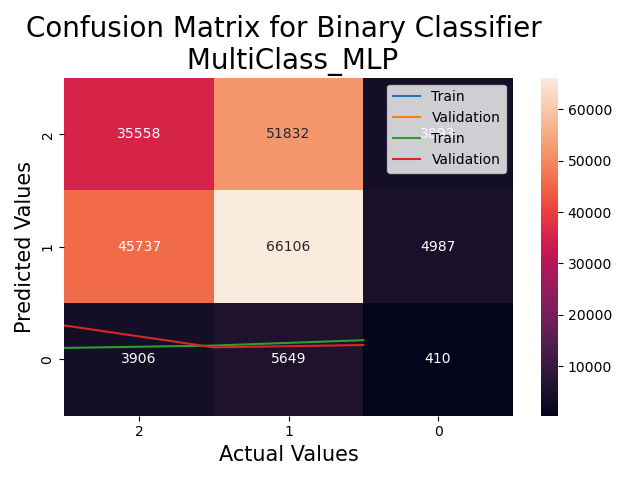 Confusion Matrix for Binary Classifier
MultiClass_MLP
Train
Validation
Train
Validation
Predicted Values
2
35558
51832
1
45737
66106
4987
0
3906
5649
410
2
1
0
Actual Values
60000
50000
40000
30000
20000
10000